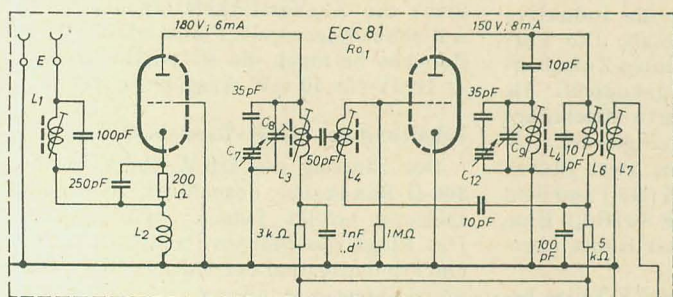 180V; 6mA
ECC 81
Rö1
150V; 8mA
E
L1
100pF
250pF
200
Ω
L2
35pF
C8
C7
50pF
L3
L4
3kΩ
1nF
„d"
1MΩ
35pF
10pF
C9
C12
L4
10
pF
L6
L7
10pF
100
pF
5
kΩ